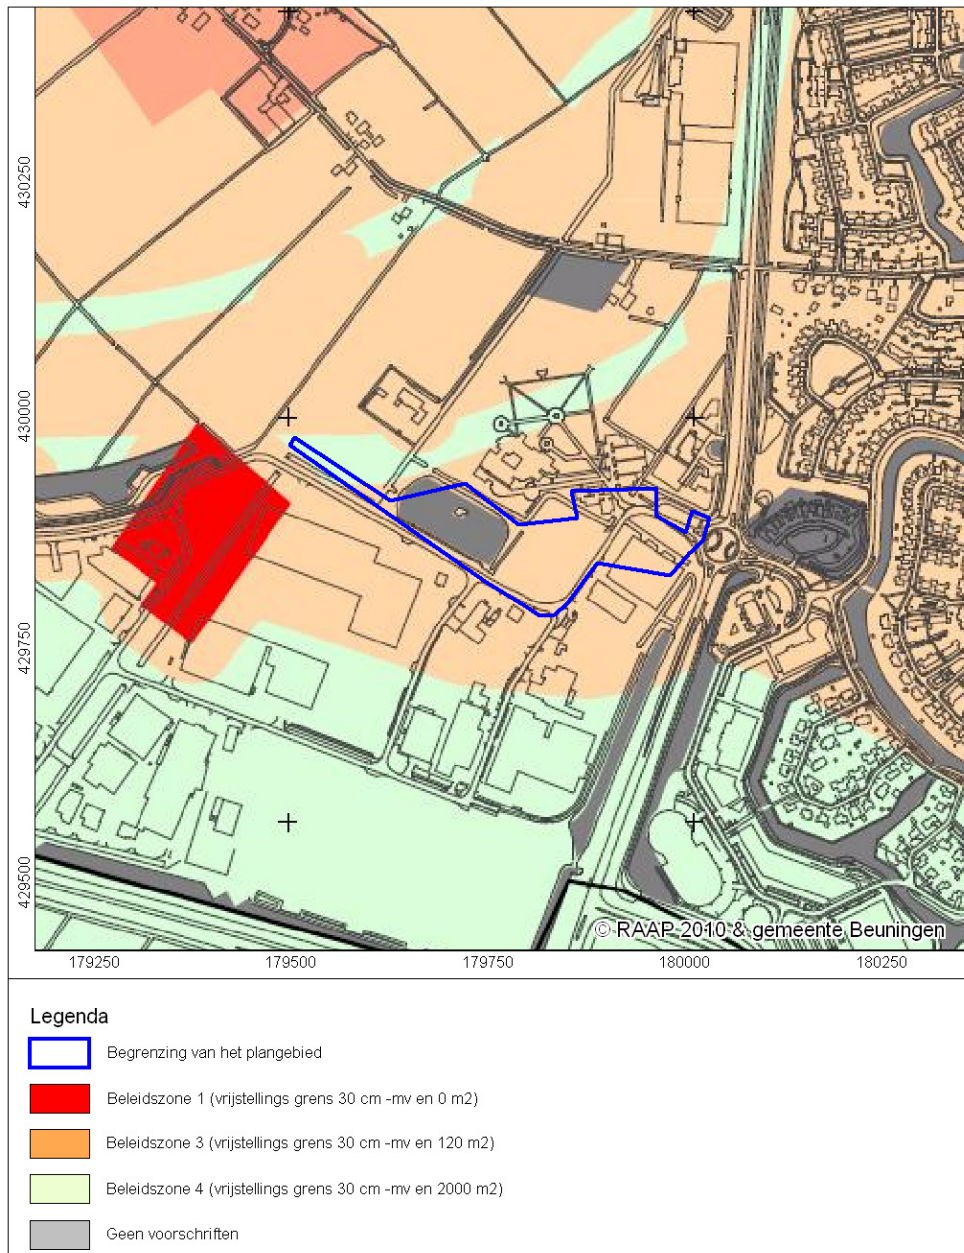 430250
430000
429750
429500
© RAAP 2010 & gemeente Beuningen
179250 179500 179750 180000 180250
Legenda
Begrenzing van het plangebied
Beleidszone 1 (vrijstellings grens 30 cm -mv en 0 m2)
Beleidszone 3 (vrijstellings grens 30 cm -mv en 120 m2)
Beleidszone 4 (vrijstellings grens 30 cm -mv en 2000 m2)
Geen voorschriften